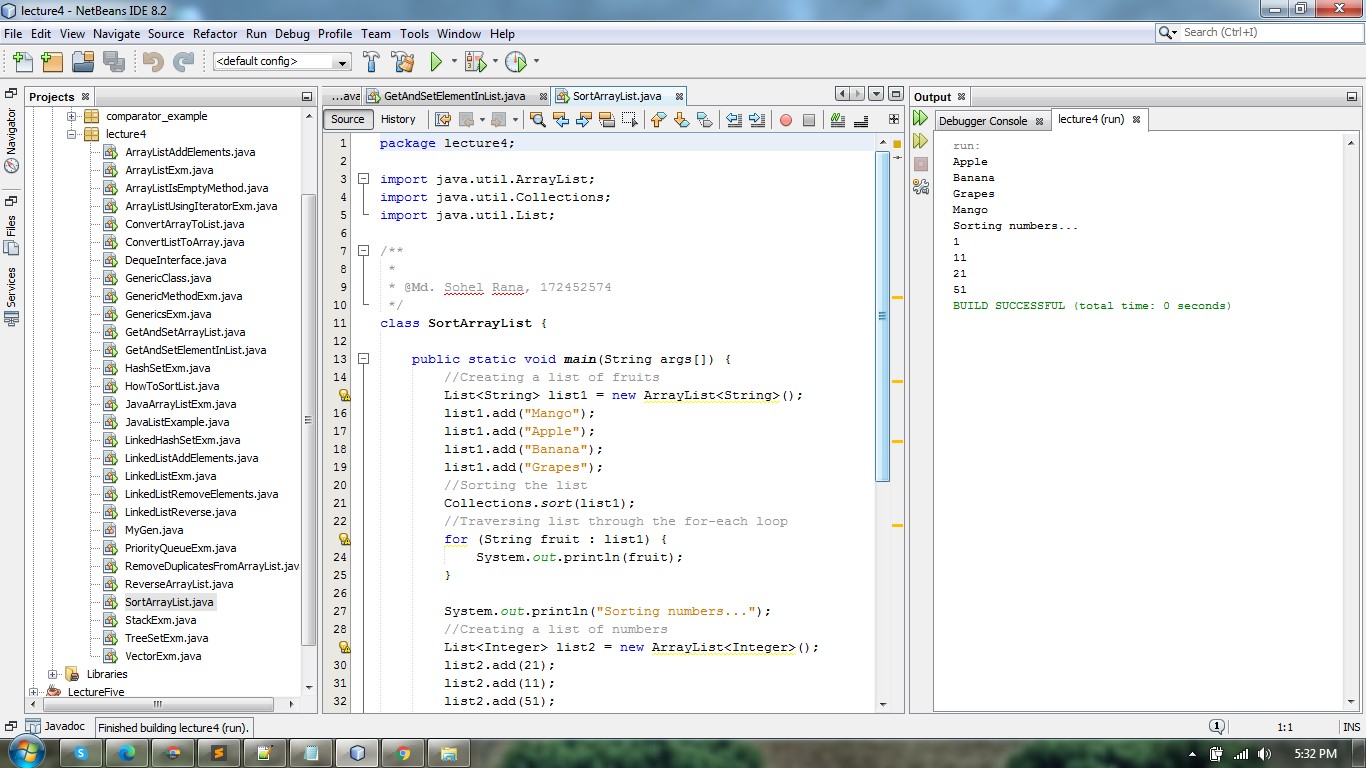 lecture4 - NetBeans IDE 8.2
File Edit View Navigate Source Refactor Run Debug Profile Team Tools Window Help
Search (Ctrl+I)
<default config>
Navigator
Files
Services
Projects
comparator_example
lecture4
ArrayListAddElements.java
ArrayListExm.java
ArrayListIsEmptyMethod.java
ArrayListUsingIteratorExm.java
ConvertArrayToList.java
ConvertListToArray.java
DequeInterface.java
GenericClass.java
GenericMethodExm.java
GenericsExm.java
GetAndSetArrayList.java
GetAndSetElementInList.java
HashSetExm.java
HowToSortList.java
JavaArrayListExm.java
JavaListExample.java
LinkedHashSetExm.java
LinkedListAddElements.java
LinkedListExm.java
LinkedListRemoveElements.java
LinkedListReverse.java
MyGen.java
PriorityQueueExm.java
RemoveDuplicatesFromArrayList.java
ReverseArrayList.java
SortArrayList.java
StackExm.java
TreeSetExm.java
VectorExm.java
Libraries
LectureFive
...ava GetAndSetElementInList.java SortArrayList.java
Source History
1 package lecture4;
2
3 import java.util.ArrayList;
4 import java.util.Collections;
5 import java.util.List;
6
7 /**
8 *
9 * @Md. Sohel Rana, 172452574
10 */
11 class SortArrayList {
12
13 public static void main(String args[]) {
14 //Creating a list of fruits
List<String> list1 = new ArrayList<String>();
16 list1.add("Mango");
17 list1.add("Apple");
18 list1.add("Banana");
19 list1.add("Grapes");
20 //Sorting the list
21 Collections.sort(list1);
22 //Traversing list through the for-each loop
for (String fruit : list1) {
24 System.out.println(fruit);
25 }
26
27 System.out.println("Sorting numbers...");
28 //Creating a list of numbers
List<Integer> list2 = new ArrayList<Integer>();
30 list2.add(21);
31 list2.add(11);
32 list2.add(51);
Output
Debugger Console lecture4 (run)
run:
Apple
Banana
Grapes
Mango
Sorting numbers...
1
11
21
51
BUILD SUCCESSFUL (total time: 0 seconds)
Javadoc Finished building lecture4 (run). 1 1:1 INS
5:32 PM